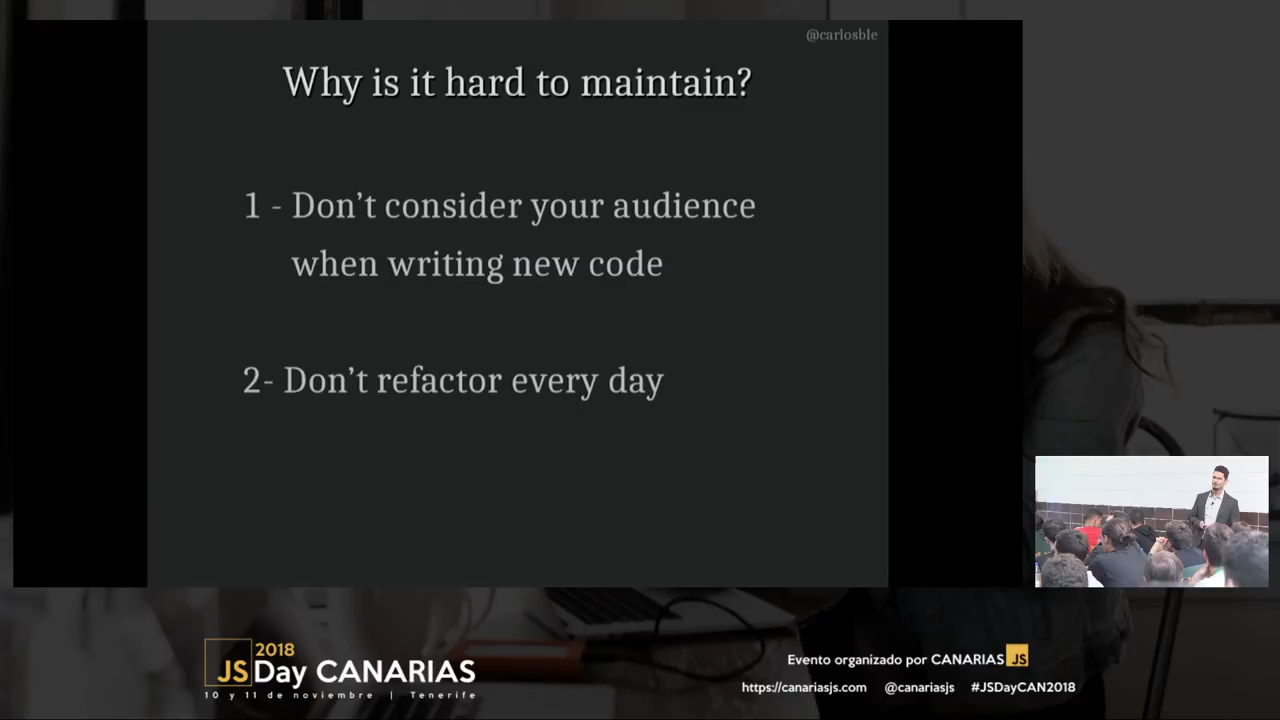 @carlosble
Why is it hard to maintain?
1 - Don’t consider your audience
when writing new code
2- Don’t refactor every day
2018
JSDay CANARIAS
10 y 11 de noviembre | Tenerife
Evento organizado por CANARIAS JS
https://canariasjs.com @canariasjs #JSDayCAN2018